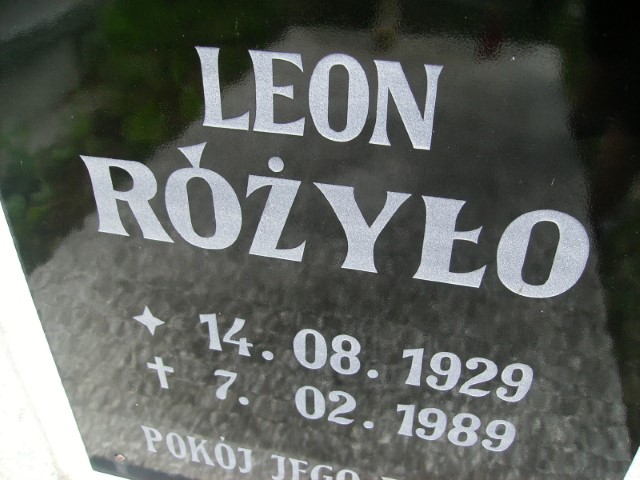 LEON
RÓŻYŁO
14. 08. 1929
✝ 7. 02. 1989
POKÓJ JEGO